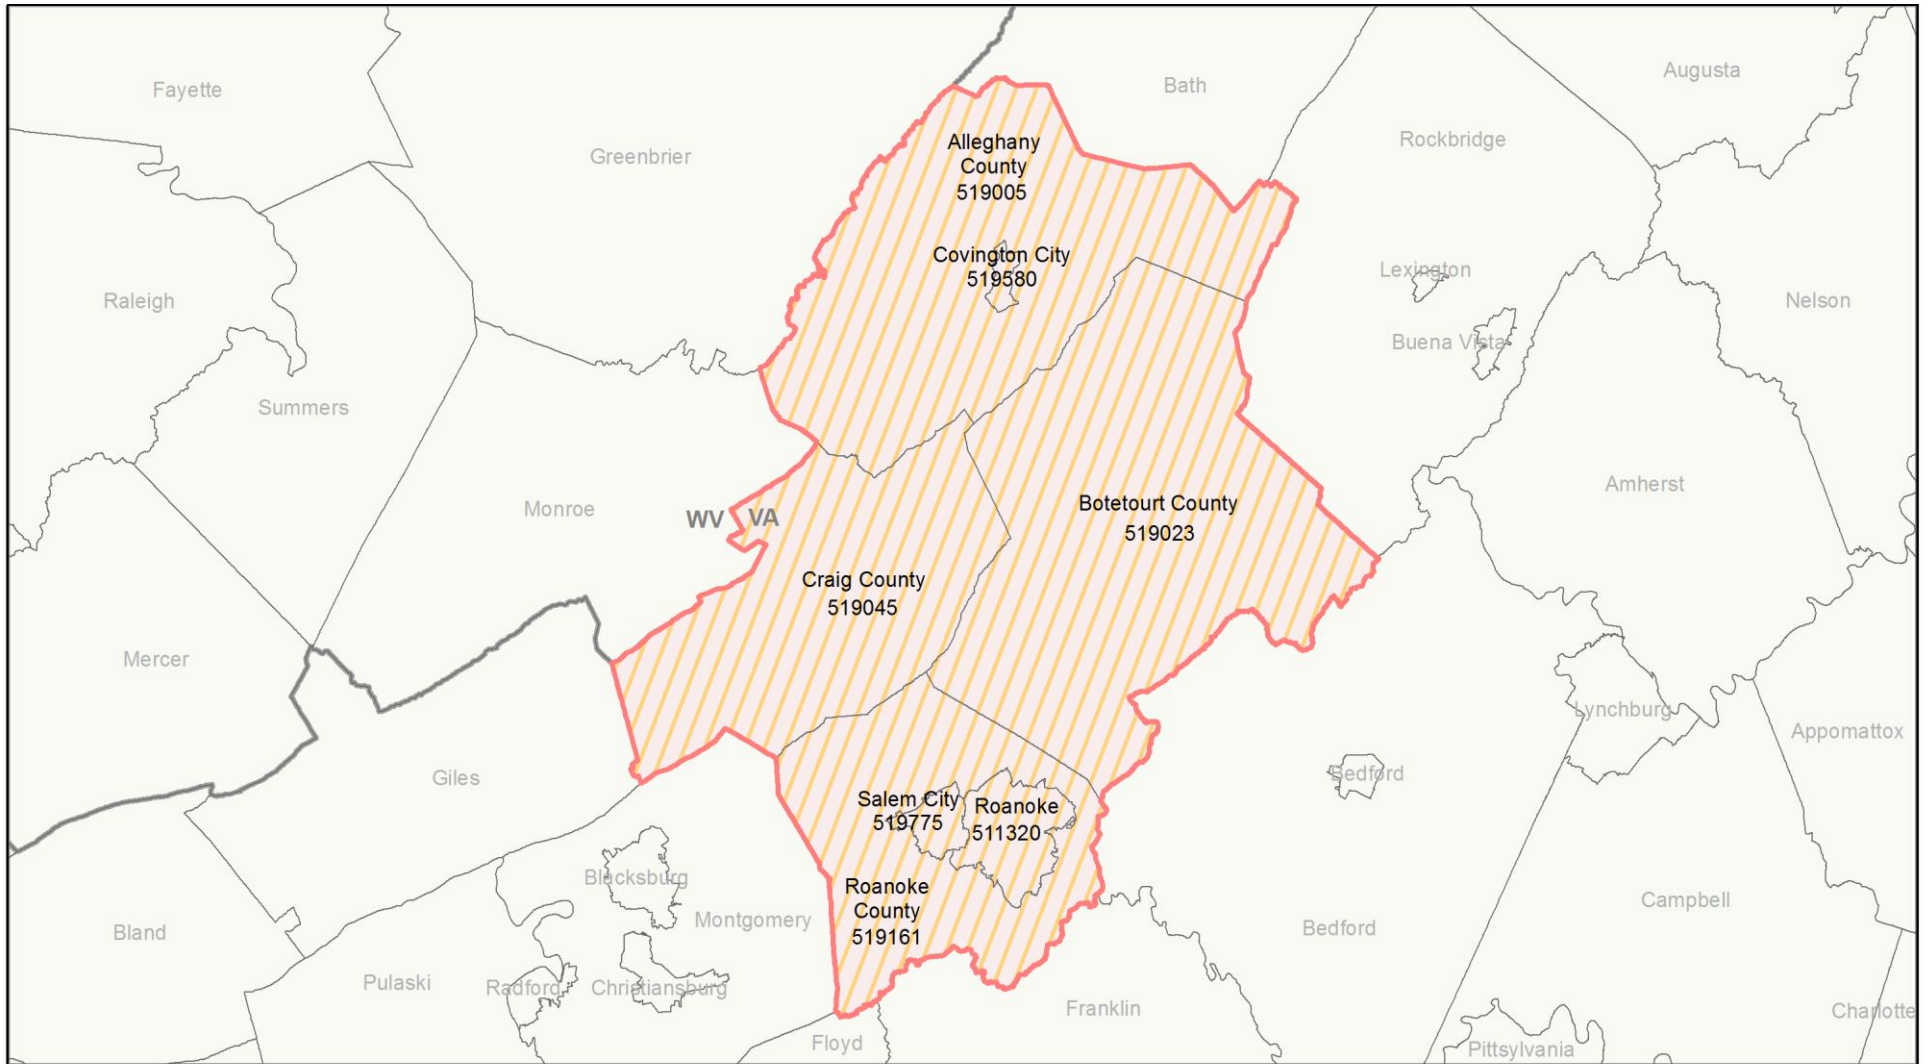 Augusta
Bath
Fayette
Rockbridge
Greenbrier
Alleghany
County
519005
Covington City
519580
Lexington
Raleigh
Nelson
Buena Vista
Summers
Amherst
Botetourt County
519023
Monroe
WV
VA
Craig County
519045
Mercer
Lynchburg
Appomattox
Giles
Bedford
Salem City
519775
Roanoke
511320
Blacksburg
Roanoke
County
519161
Montgomery
Campbell
Bedford
Bland
Pulaski
Radford
Christiansburg
Franklin
Charlotte
Floyd
Pittsylvania